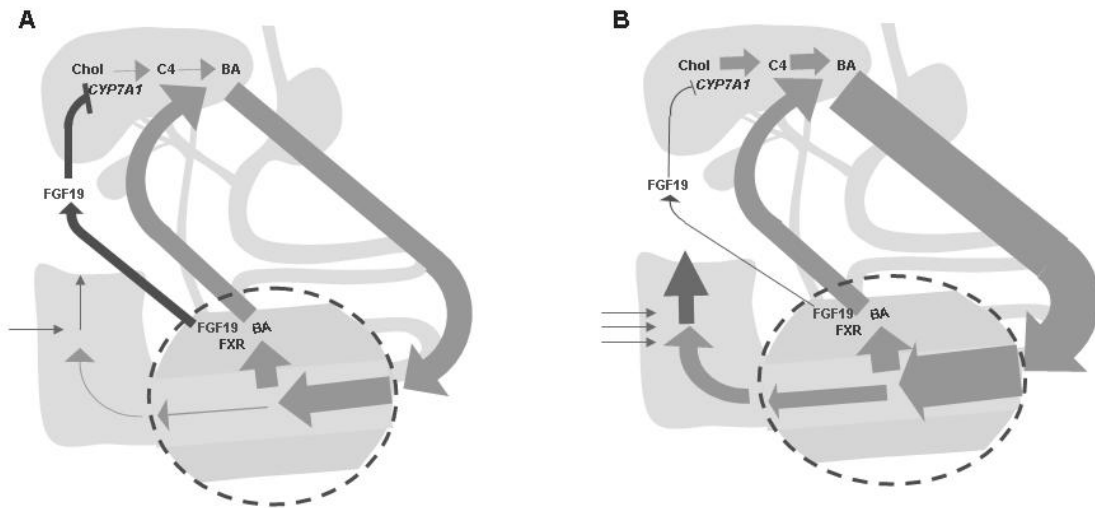 A
Chol C4 BA
CYP7A1
FGF19
FGF19 BA
FXR
B
Chol C4 BA
CYP7A1
FGF19
FGF19 BA
FXR